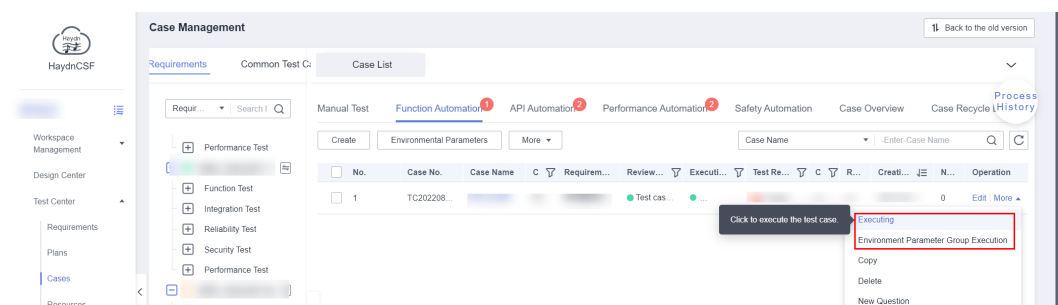 Haydn
HaydnCSF
Workspace
Management
Design Center
Test Center
Requirements
Plans
Cases
Resources
Case Management
Back to the old version
Requirements
Common Test Ca
Case List
Process
History
Requir...
Search
Performance Test
Function Test
Integration Test
Reliability Test
Security Test
Performance Test
Manual Test
Function Automation 1
API Automation 2
Performance Automation 2
Safety Automation
Case Overview
Case Recycle
Create
Environmental Parameters
More
Case Name
-Enter-Case Name
No.
Case No.
Case Name
C
Requirem...
Review...
Executi...
Test Re...
C
R...
Creati...
N...
Operation
1
TC202208...
Test cas...
...
0
Edit
More
Click to execute the test case.
Executing
Environment Parameter Group Execution
Copy
Delete
New Question